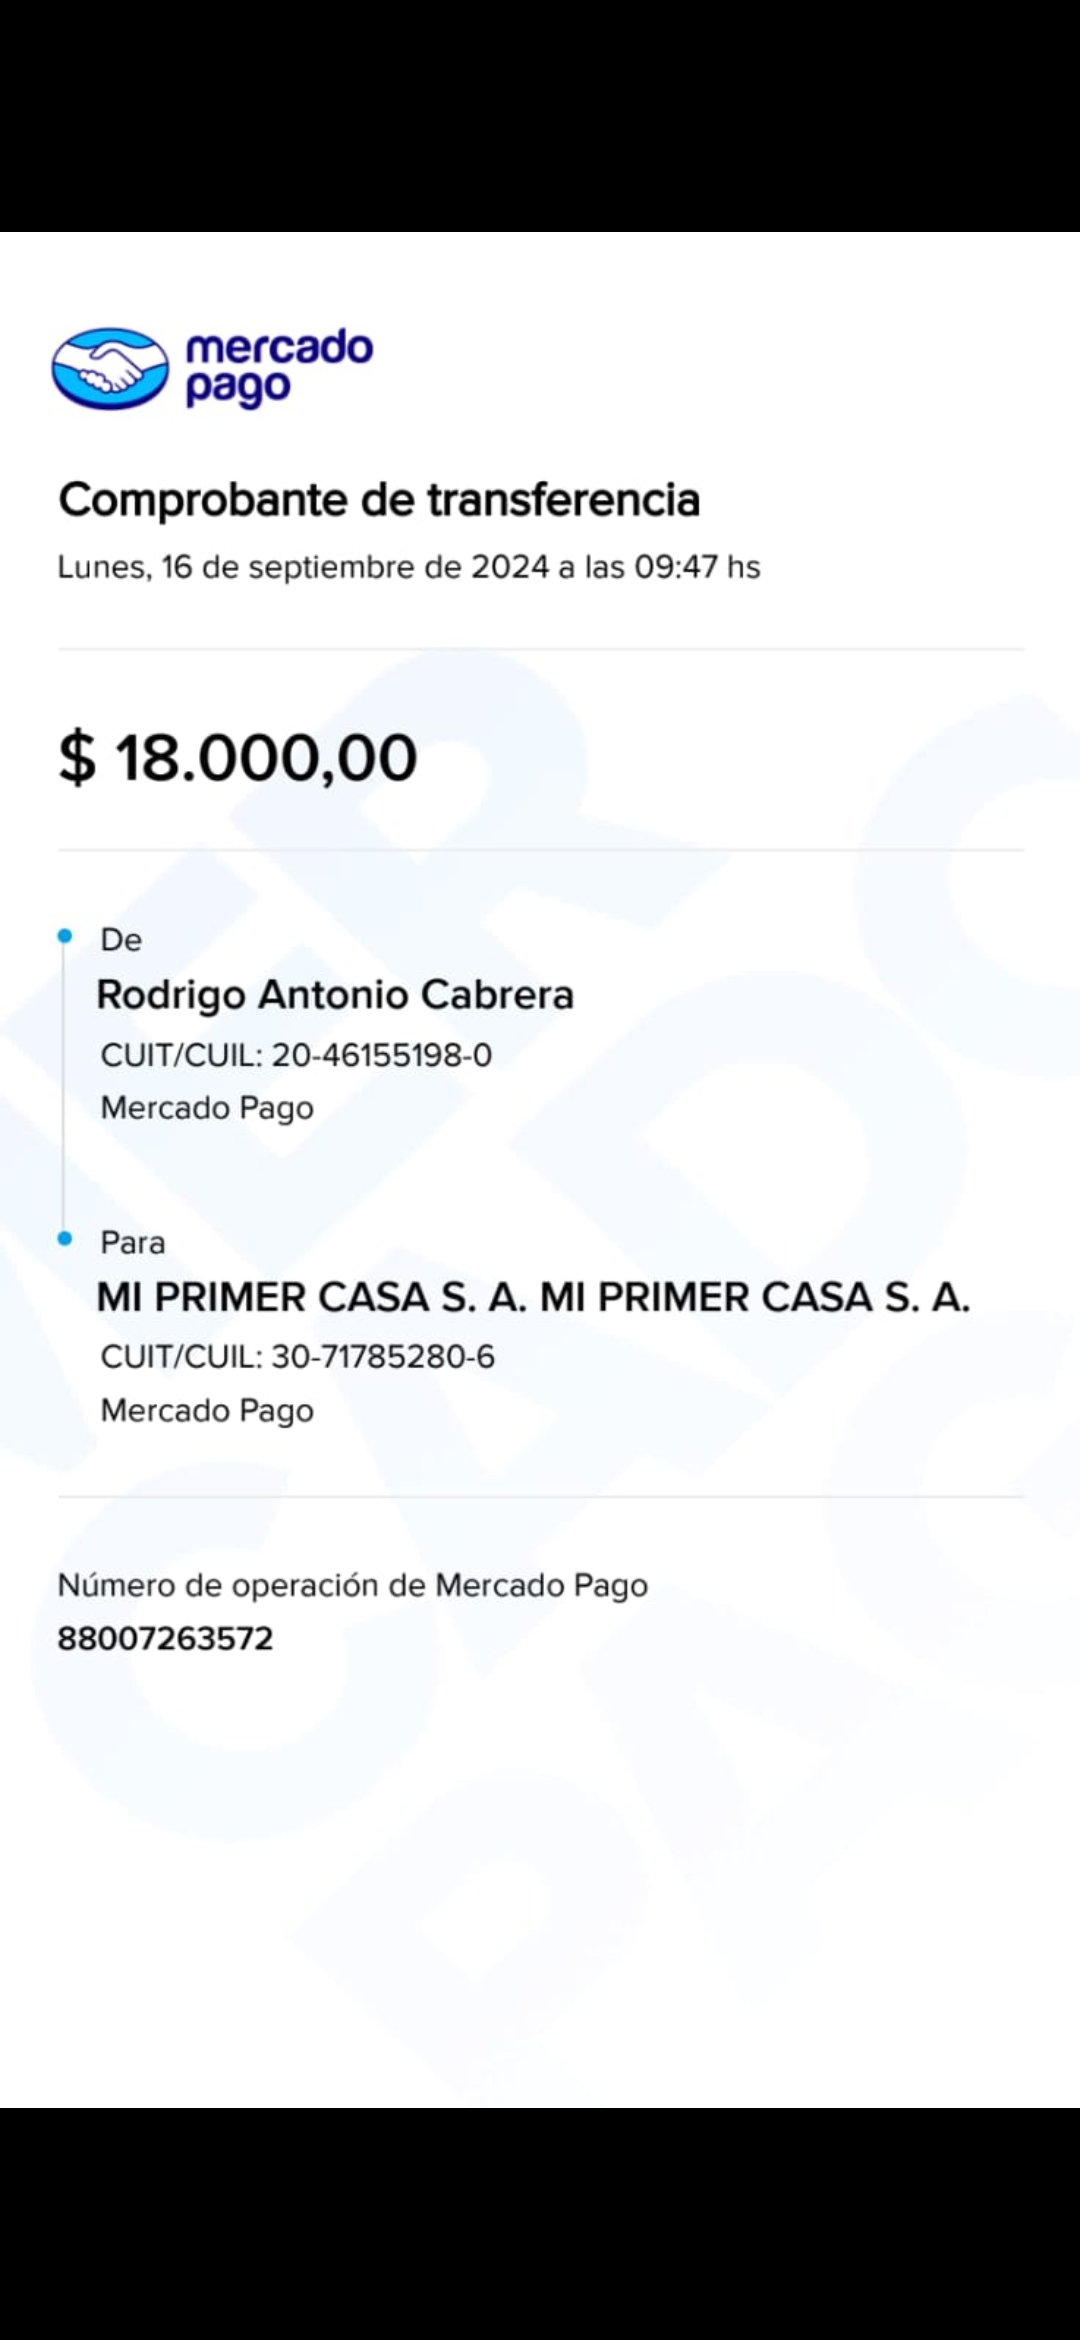 mercado
pago
Comprobante de transferencia
Lunes, 16 de septiembre de 2024 a las 09:47 hs
$ 18.000,00
De
Rodrigo Antonio Cabrera
CUIT/CUIL: 20-46155198-0
Mercado Pago
Para
MI PRIMER CASA S. A. MI PRIMER CASA S. A.
CUIT/CUIL: 30-71785280-6
Mercado Pago
Número de operación de Mercado Pago
88007263572
MERCADO
PAGO